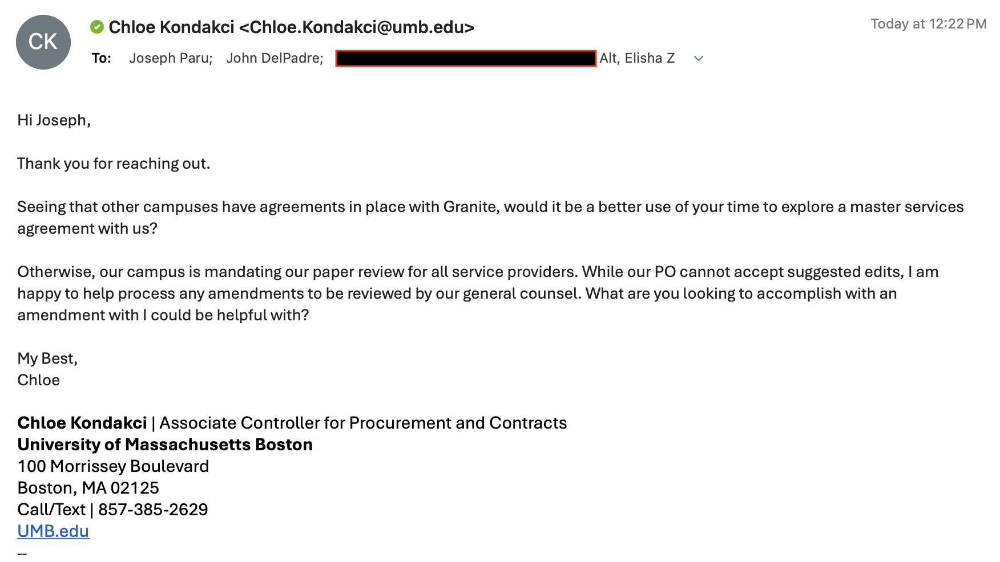 CK
Chloe Kondakci <Chloe.Kondakci@umb.edu>
Today at 12:22 PM
To: Joseph Paru; John DelPadre; Alt, Elisha Z
Hi Joseph,
Thank you for reaching out.
Seeing that other campuses have agreements in place with Granite, would it be a better use of your time to explore a master services
agreement with us?
Otherwise, our campus is mandating our paper review for all service providers. While our PO cannot accept suggested edits, I am
happy to help process any amendments to be reviewed by our general counsel. What are you looking to accomplish with an
amendment with I could be helpful with?
My Best,
Chloe
Chloe Kondakci | Associate Controller for Procurement and Contracts
University of Massachusetts Boston
100 Morrissey Boulevard
Boston, MA 02125
Call/Text | 857-385-2629
UMB.edu
--